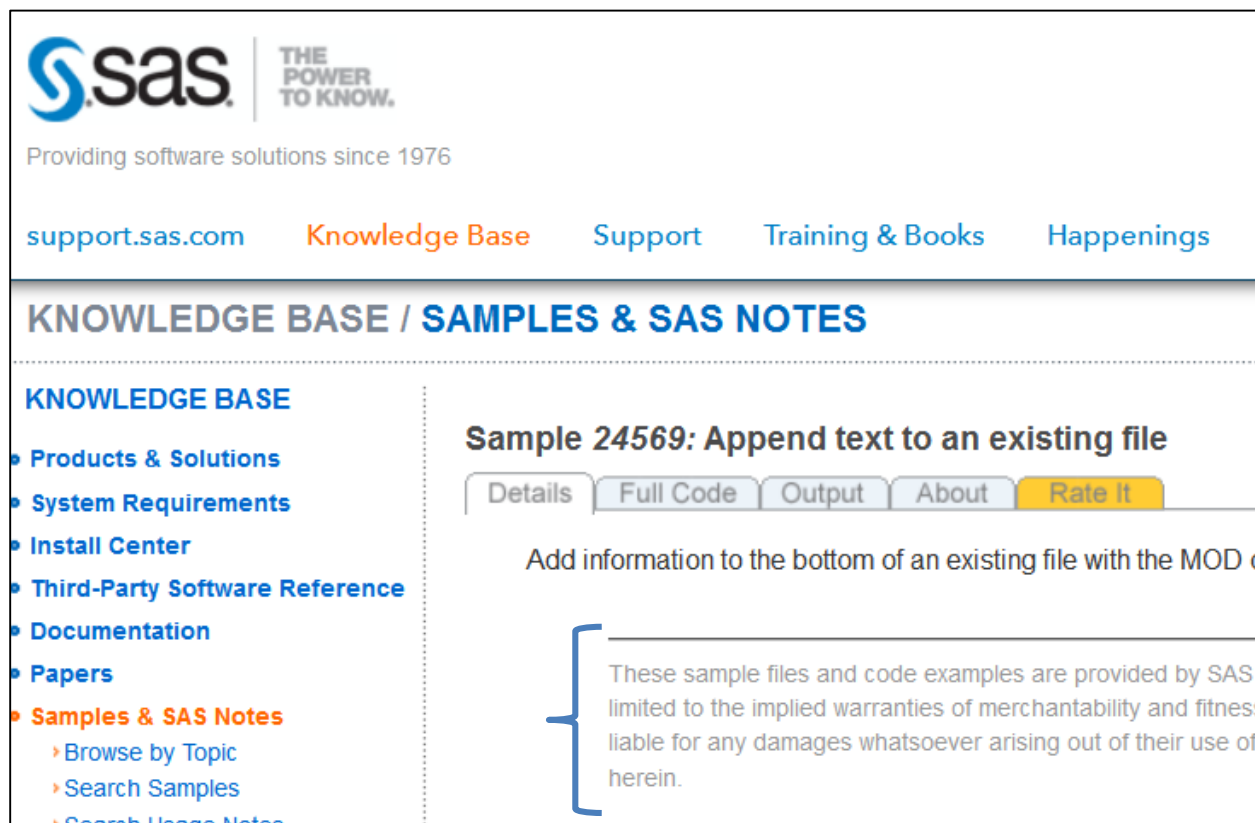 sas
THE
POWER
TO KNOW.
Providing software solutions since 1976
support.sas.com Knowledge Base Support Training & Books Happenings
KNOWLEDGE BASE / SAMPLES & SAS NOTES
KNOWLEDGE BASE
Products & Solutions
System Requirements
Install Center
Third-Party Software Reference
Documentation
Papers
Samples & SAS Notes
Browse by Topic
Search Samples
Search Usage Notes
Sample 24569: Append text to an existing file
Details Full Code Output About Rate It
Add information to the bottom of an existing file with the MOD
These sample files and code examples are provided by SAS
limited to the implied warranties of merchantability and fitness
liable for any damages whatsoever arising out of their use of
herein.